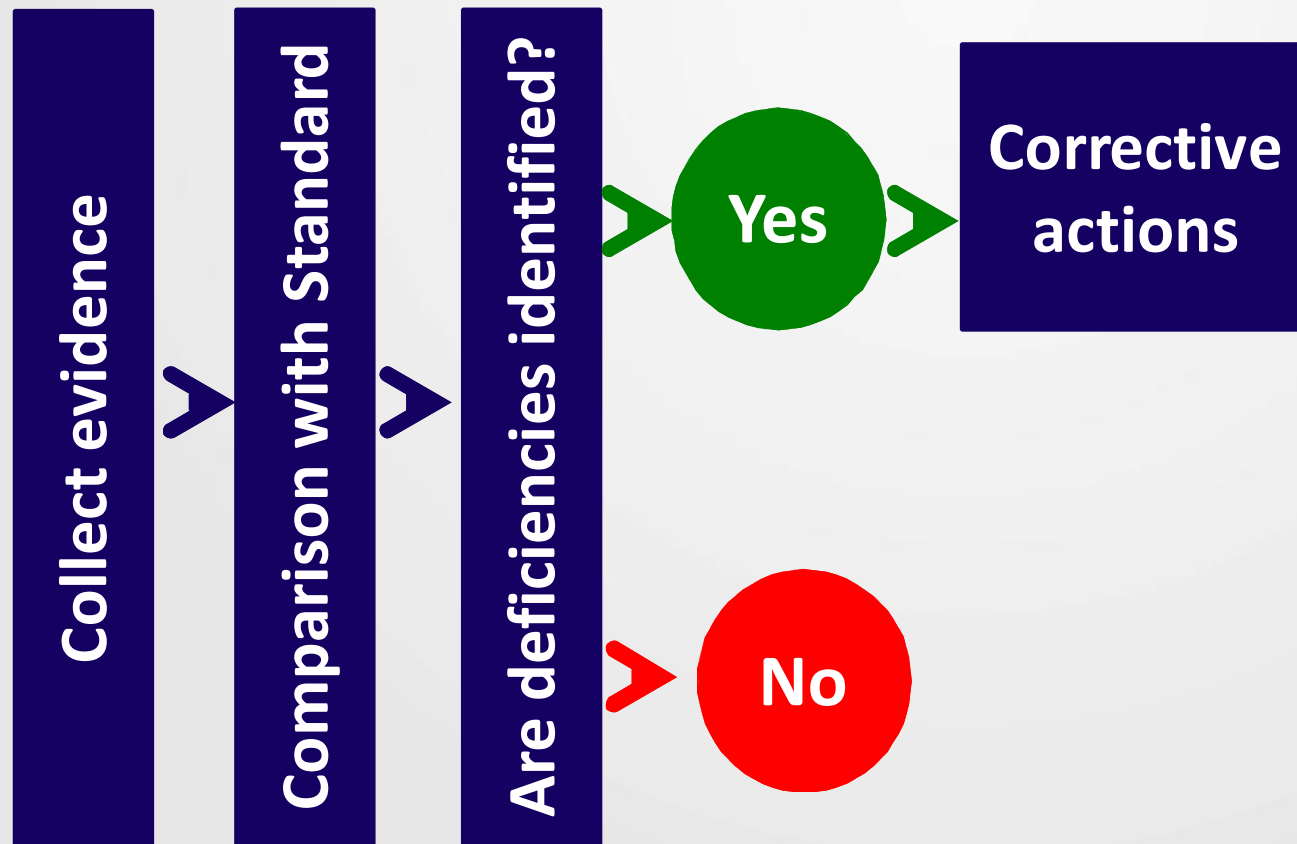 Collect evidence
Comparison with Standard
Are deficiencies identified?
Yes
Corrective
actions
No